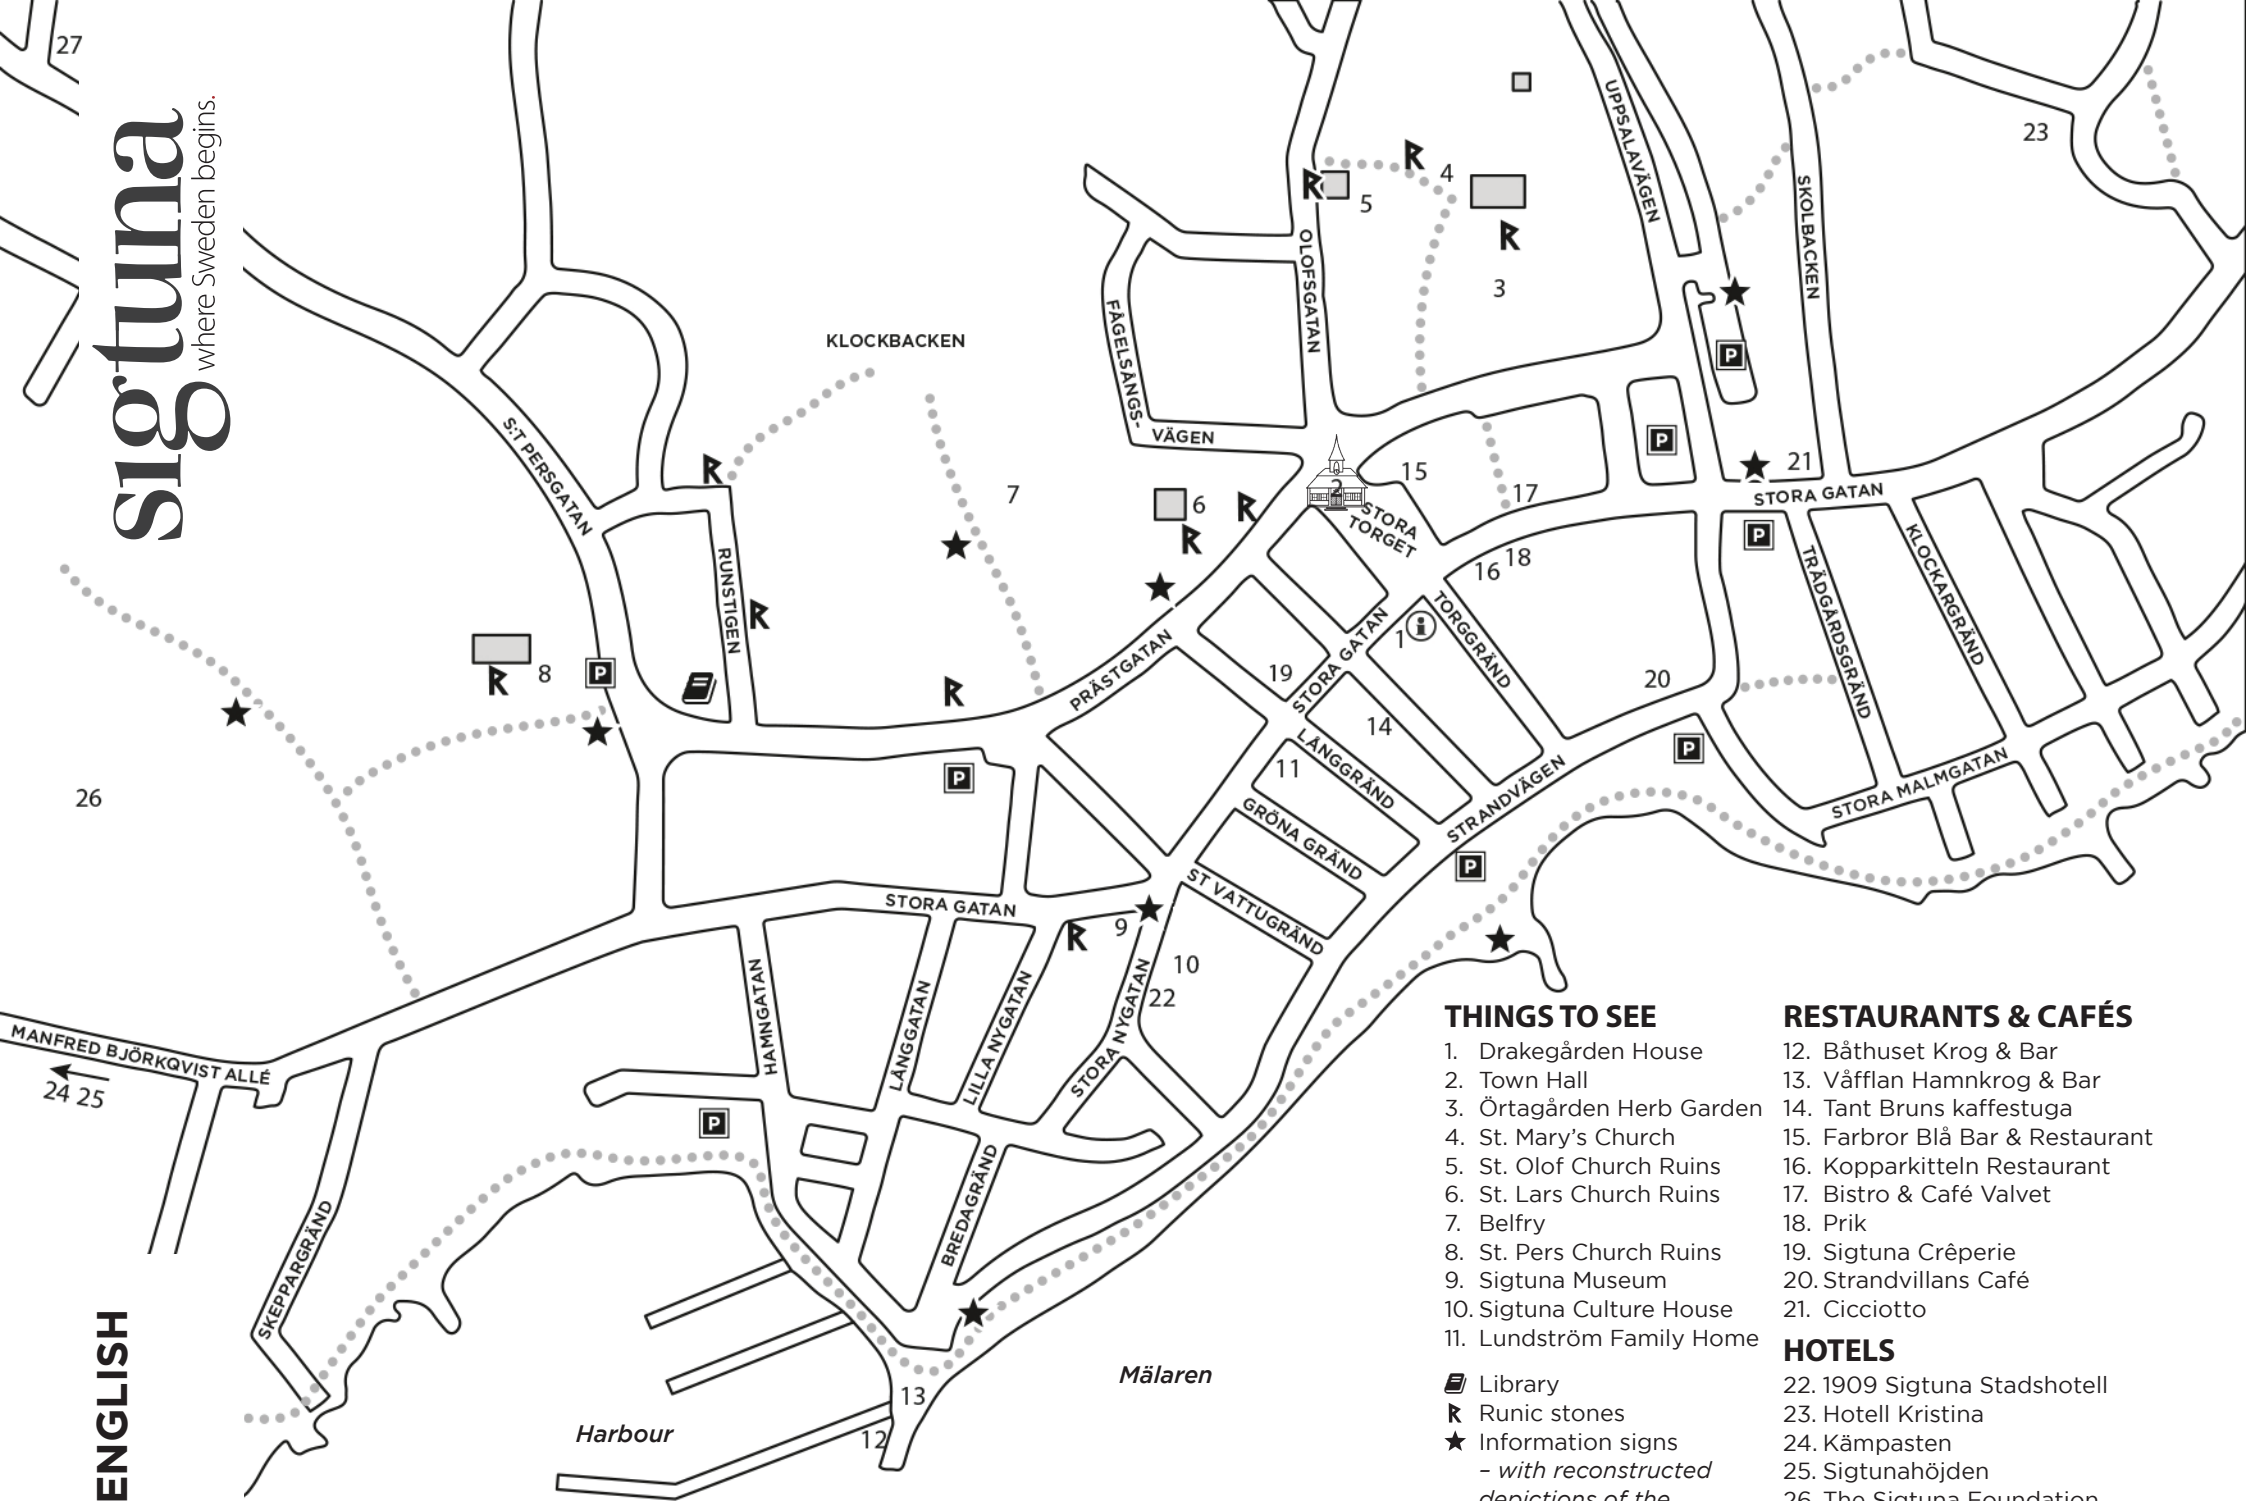 27
sigtuna
where Sweden begins.
ENGLISH
KLOCKBACKEN
UPPSALAVÄGEN
SKOLBACKEN
23
4
5
OLOFSGATAN
3
FÅGELSÅNGS-
VÄGEN
S:T PERSGATAN
7
6
2
15
STORA
TORGET
17
21
STORA GATAN
P
P
P
16
18
RUNSTIGEN
TRÄDGÅRDSGRÄND
KLOCKARGRÄND
8
P
PRÄSTGATAN
19
STORA GATAN
1
TORGGRÄND
20
14
P
P
11
LÅNGGRÄND
STRANDVÄGEN
STORA MALMGATAN
GRÖNA GRÄND
P
26
STORA GATAN
9
ST VATTUGRÄND
10
22
HAMNGATAN
LÅNGGATAN
LILLA NYGATAN
STORA NYGATAN
MANFRED BJÖRKQVIST ALLÉ
24 25
P
BREDAGRÄND
SKEPPARGRÄND
Mälaren
13
Harbour
12
THINGS TO SEE
1. Drakegården House
2. Town Hall
3. Örtagården Herb Garden
4. St. Mary's Church
5. St. Olof Church Ruins
6. St. Lars Church Ruins
7. Belfry
8. St. Pers Church Ruins
9. Sigtuna Museum
10. Sigtuna Culture House
11. Lundström Family Home
Library
Runic stones
Information signs
– with reconstructed
depictions of the
RESTAURANTS & CAFÉS
12. Båthuset Krog & Bar
13. Våfflan Hamnkrog & Bar
14. Tant Bruns kaffestuga
15. Farbror Blå Bar & Restaurant
16. Kopparkitteln Restaurant
17. Bistro & Café Valvet
18. Prik
19. Sigtuna Crêperie
20. Strandvillans Café
21. Cicciotto
HOTELS
22. 1909 Sigtuna Stadshotell
23. Hotell Kristina
24. Kämpasten
25. Sigtunahöjden
26. The Sigtuna Foundation